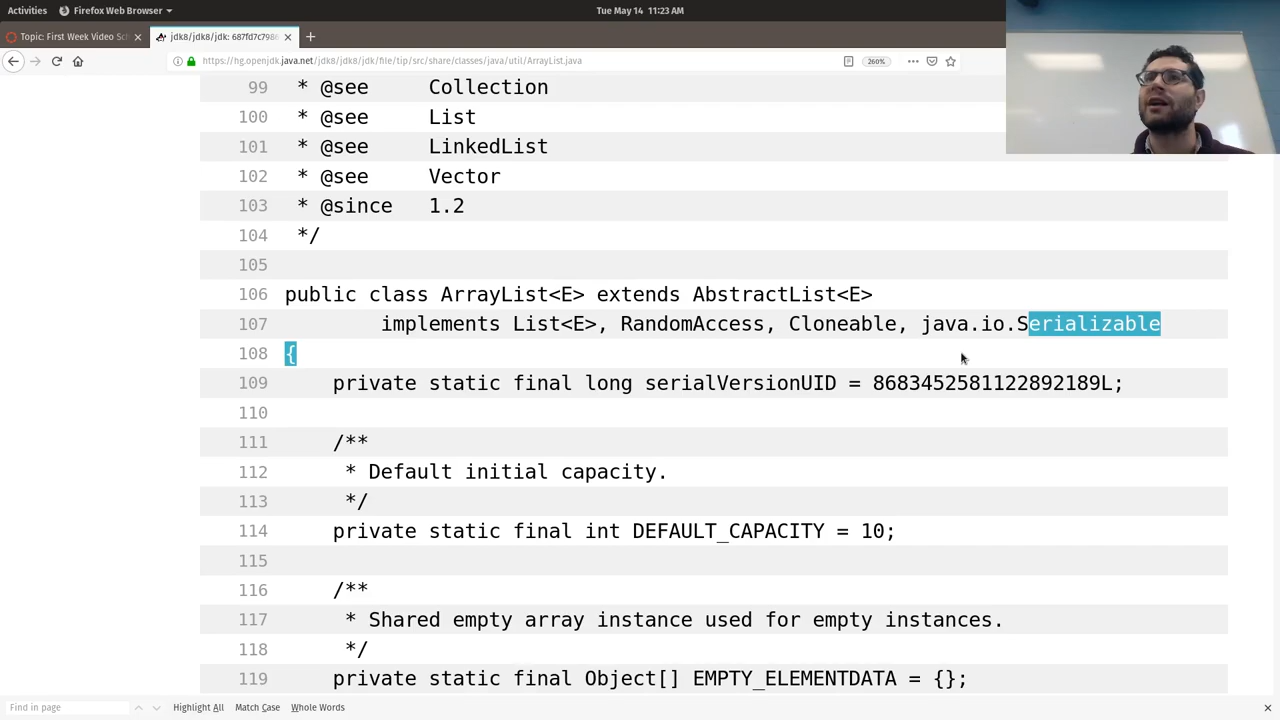 Activities
Firefox Web Browser
Tue May 14 11:23 AM
Topic: First Week Video Sch
jdk8/jdk8/jdk: 687fd7c7986
https://hg.openjdk.java.net/jdk8/jdk8/jdk/file/tip/src/share/classes/java/util/ArrayList.java
260%
99 * @see Collection
100 * @see List
101 * @see LinkedList
102 * @see Vector
103 * @since 1.2
104 */
105
106 public class ArrayList<E> extends AbstractList<E>
107 implements List<E>, RandomAccess, Cloneable, java.io.Serializable
108 {
109 private static final long serialVersionUID = 8683452581122892189L;
110
111 /**
112 * Default initial capacity.
113 */
114 private static final int DEFAULT_CAPACITY = 10;
115
116 /**
117 * Shared empty array instance used for empty instances.
118 */
119 private static final Object[] EMPTY_ELEMENTDATA = {};
Find in page
Highlight All
Match Case
Whole Words